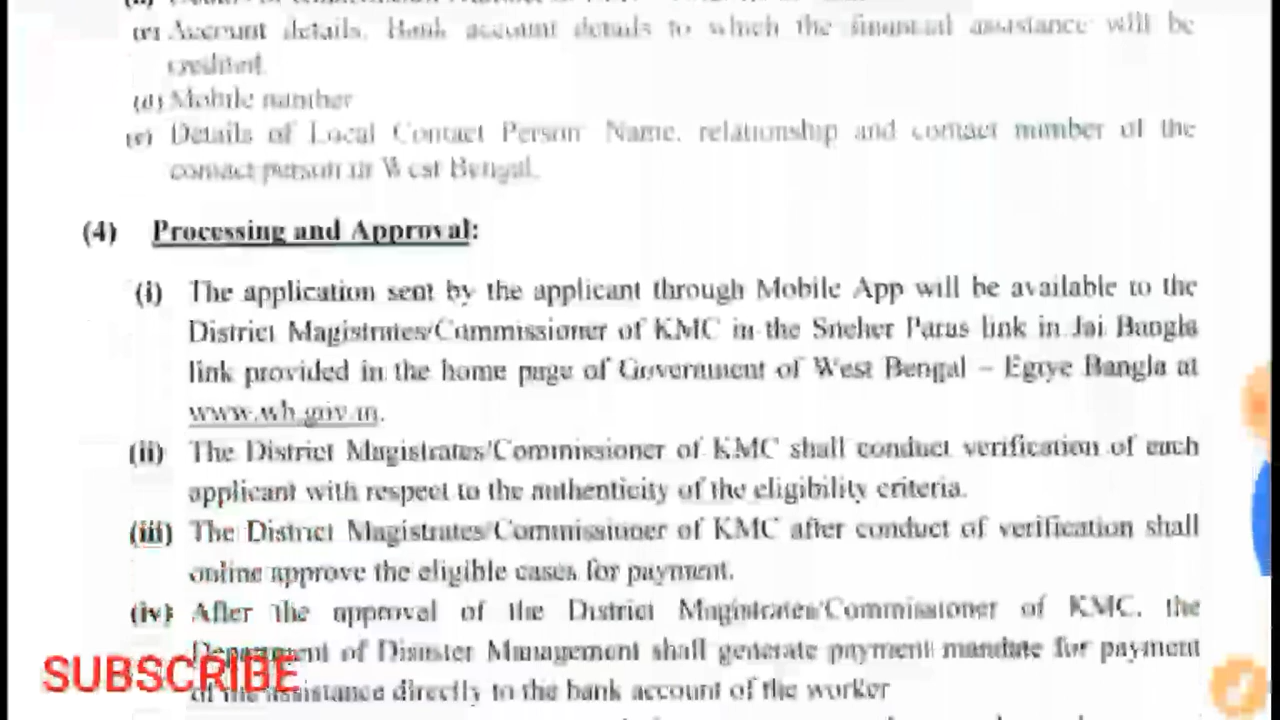 (c) Account details. Bank account details to which the financial assistance will be
credited
(d) Mobile number
(e) Details of Local Contact Person Name, relationship and contact number of the
contact person in West Bengal.
(4) Processing and Approval:
(i) The application sent by the applicant through Mobile App will be available to the
District Magistrates/Commissioner of KMC in the Sneher Paras link in Jai Bangla
link provided in the home page of Government of West Bengal – Egiye Bangla at
www.wb.gov.in.
(ii) The District Magistrates/Commissioner of KMC shall conduct verification of each
applicant with respect to the authenticity of the eligibility criteria.
(iii) The District Magistrates/Commissioner of KMC after conduct of verification shall
online approve the eligible cases for payment.
(iv) After the approval of the District Magistrates/Commissioner of KMC, the
Department of Disaster Management shall generate payment mandate for payment
of the assistance directly to the bank account of the worker
SUBSCRIBE